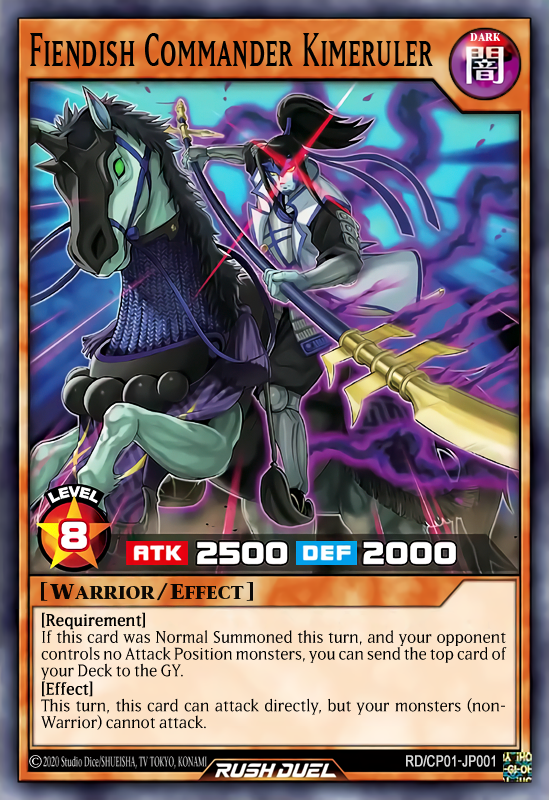 FIENDISH COMMANDER KIMERULER
DARK
闇
LEVEL
8
ATK 2500 DEF 2000
[WARRIOR/EFFECT]
[Requirement]
If this card was Normal Summoned this turn, and your opponent
controls no Attack Position monsters, you can send the top card of
your Deck to the GY.
[Effect]
This turn, this card can attack directly, but your monsters (non-
Warrior) cannot attack.
©2020 Studio Dice/SHUEISHA, TV TOKYO, KONAMI
RUSH DUEL
RD/CP01-JP001